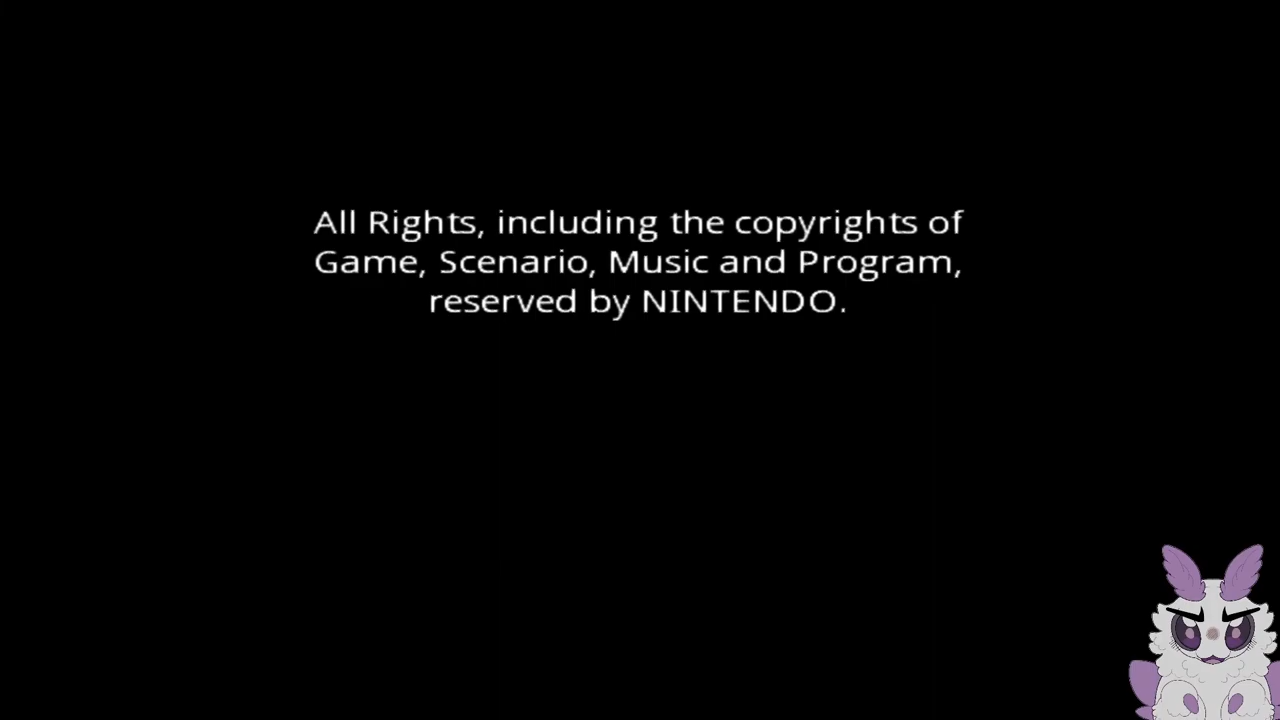 All Rights, including the copyrights of
Game, Scenario, Music and Program,
reserved by NINTENDO.